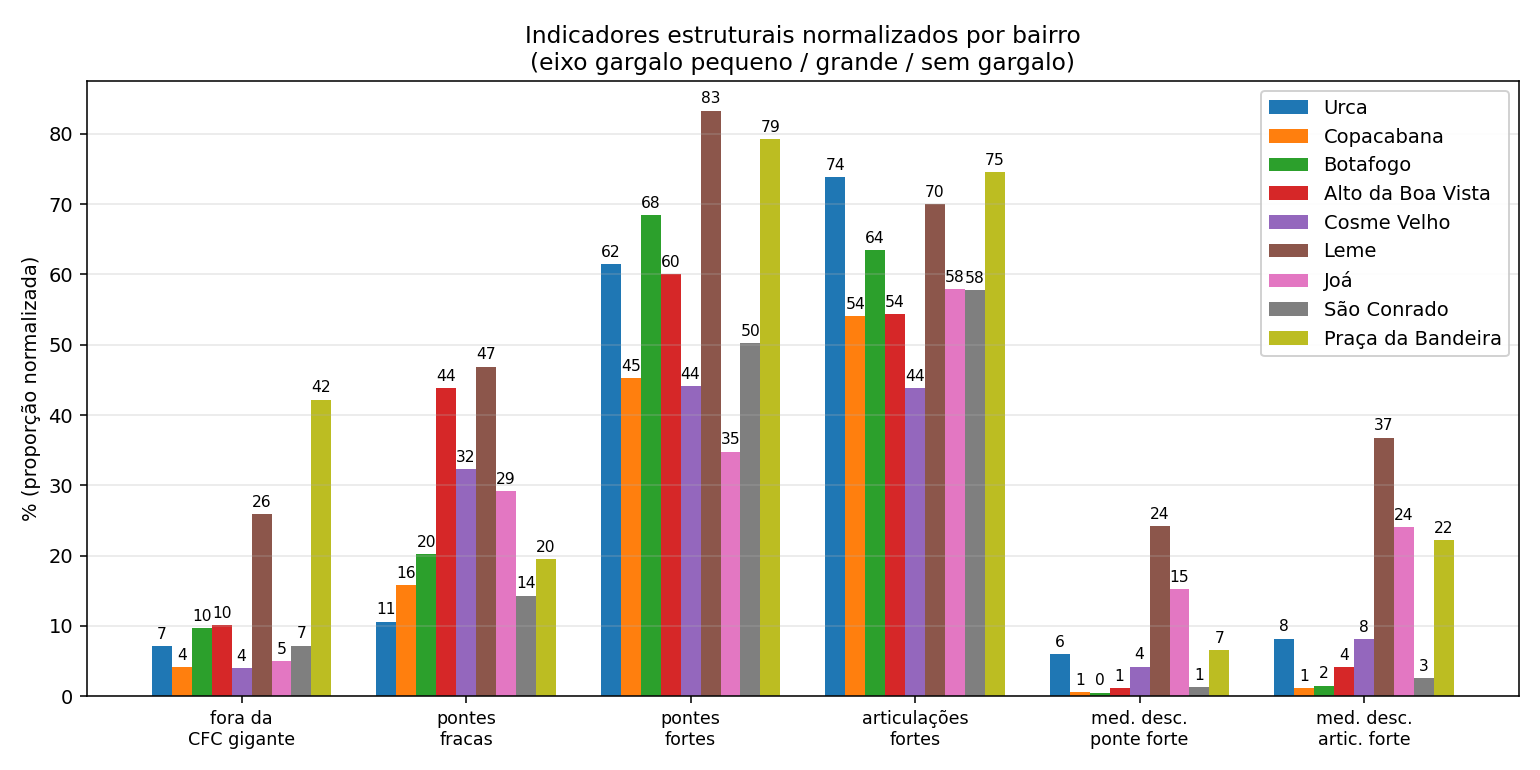 Indicadores estruturais normalizados por bairro
(eixo gargalo pequeno / grande / sem gargalo)
% (proporção normalizada)
80
70
60
50
40
30
20
10
0
7
4
10
10
4
26
5
7
42
11
16
20
44
32
47
29
14
20
62
45
68
60
44
83
35
50
79
74
54
64
54
44
70
58
58
75
6
1
0
1
4
24
15
1
7
8
1
2
4
8
37
24
3
22
fora da
CFC gigante
pontes
fracas
pontes
fortes
articulações
fortes
med. desc.
ponte forte
med. desc.
artic. forte
Urca
Copacabana
Botafogo
Alto da Boa Vista
Cosme Velho
Leme
Joá
São Conrado
Praça da Bandeira